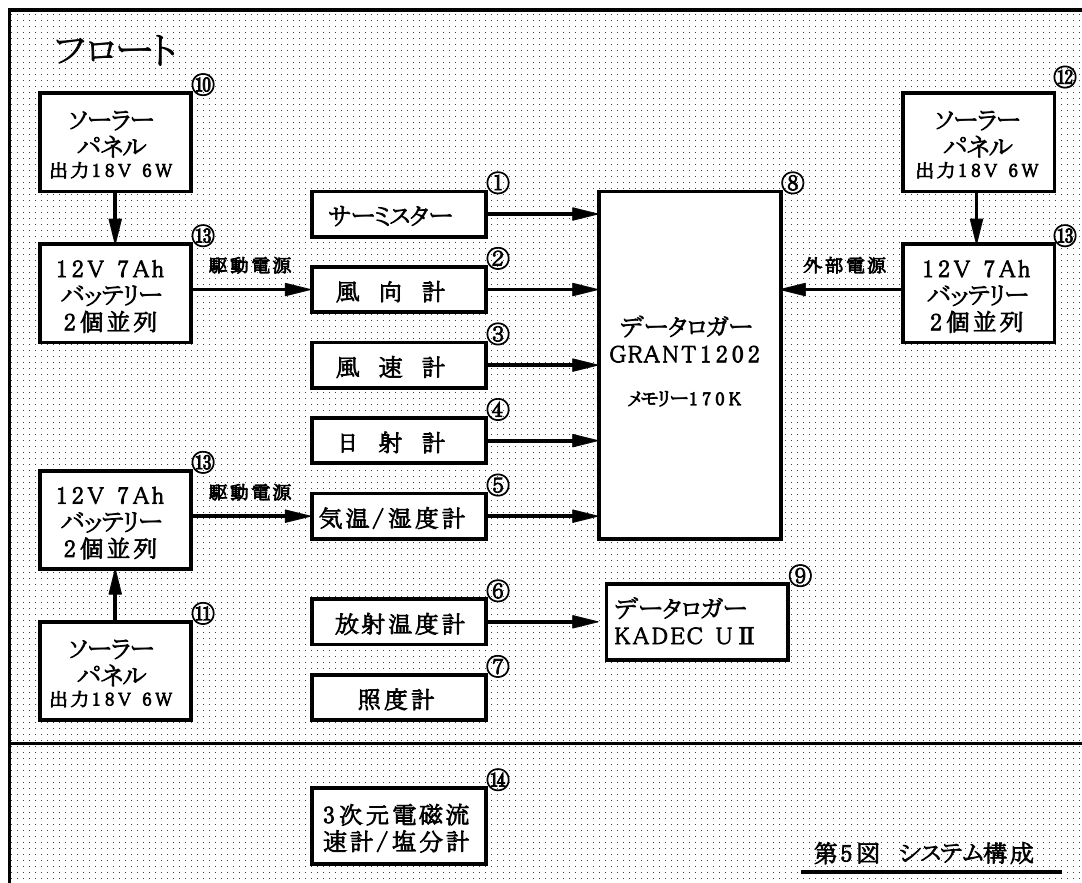 フロート
⑩
ソーラー
パネル
出力18V 6W
⑬
12V 7Ah
バッテリー
2個並列
駆動電源
⑬
12V 7Ah
バッテリー
2個並列
駆動電源
⑪
ソーラー
パネル
出力18V 6W
①
サーミスター
②
風 向 計
③
風 速 計
④
日 射 計
⑤
気温/湿度計
⑥
放射温度計
⑦
照度計
⑧
データロガー
GRANT1202
メモリー170K
⑨
データロガー
KADEC UⅡ
⑫
ソーラー
パネル
出力18V 6W
⑬
12V 7Ah
バッテリー
2個並列
外部電源
⑭
3次元電磁流
速計/塩分計
第5図 システム構成